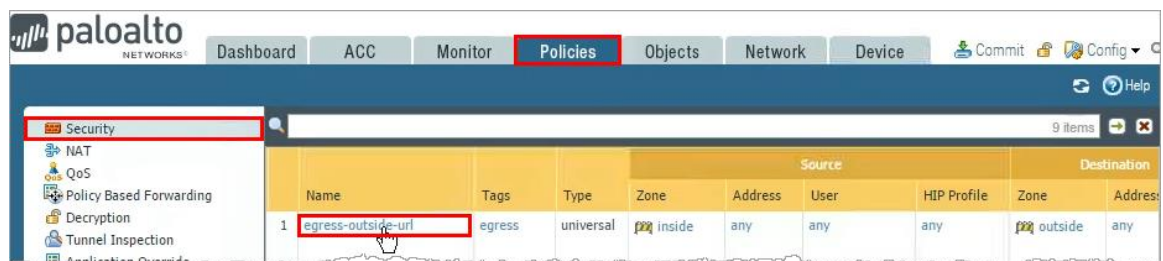 paloalto
NETWORKS®
Dashboard ACC Monitor Policies Objects Network Device Commit Config
Help
Security
9 items
NAT
QoS
Source Destination
Policy Based Forwarding
Name Tags Type Zone Address User HIP Profile Zone Address
Decryption
1 egress-outside-url egress universal inside any any any outside any
Tunnel Inspection
Application Override